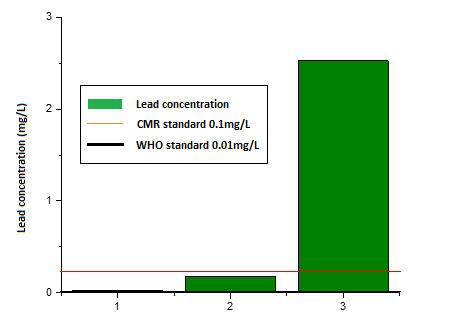 3
2
1
0
Lead concentration (mg/L)
Lead concentration
CMR standard 0.1mg/L
WHO standard 0.01mg/L
1 2 3